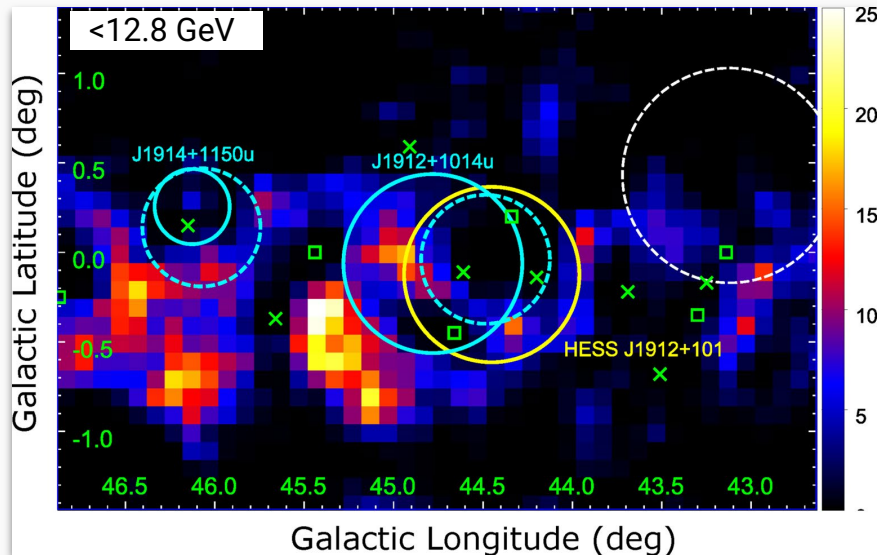 <12.8 GeV
25
20
15
10
5
0
Galactic Latitude (deg)
1.0
0.5
0.0
-0.5
-1.0
J1914+1150u
J1912+1014u
HESS J1912+101
46.5 46.0 45.5 45.0 44.5 44.0 43.5 43.0
Galactic Longitude (deg)